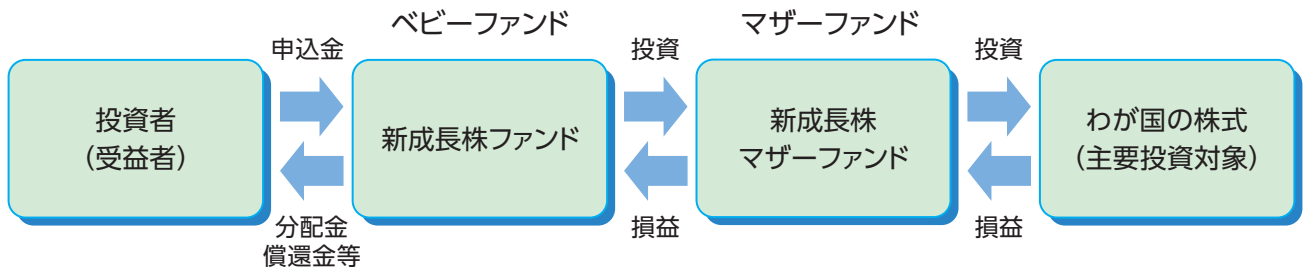 ベビーファンド
マザーファンド
申込金
投資
投資
投資者
(受益者)
新成長株ファンド
新成長株
マザーファンド
わが国の株式
(主要投資対象)
分配金
償還金等
損益
損益